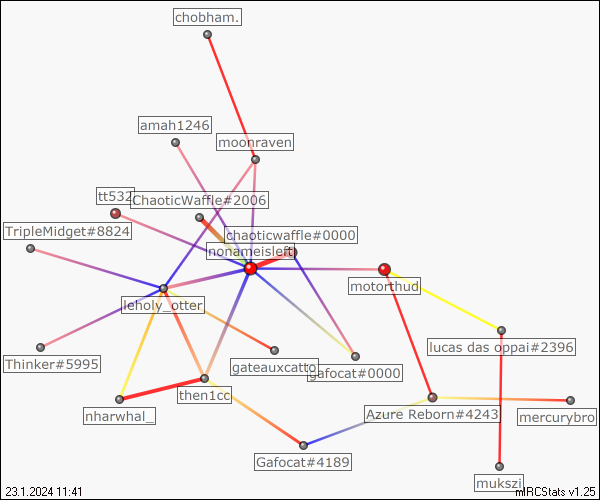 chobham.
amah1246
moonraven
tt532
ChaoticWaffle#2006
TripleMidget#8824
chaoticwaffle#0000
nonameisleft
motorthud
leholy_otter
lucas das oppai#2396
Thinker#5995
gateauxcatto
gafocat#0000
then1cc
nharwhal_
Azure Reborn#4243
mercurybro
Gafocat#4189
mukszi
23.1.2024 11:41
mIRCStats v1.25